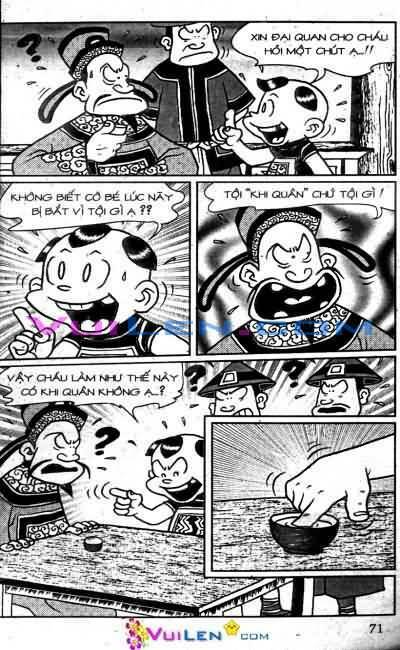 XIN ĐẠI QUAN CHO CHÁU
HỎI MỘT CHÚT Ạ...!!
?
KHÔNG BIẾT CÔ BÉ LÚC NÃY
BỊ BẮT VÌ TỘI GÌ Ạ ??
TỘI "KHI QUÂN" CHỨ TỘI GÌ !
VUILEN.COM
VẬY CHÁU LÀM NHƯ THẾ NÀY
CÓ KHI QUÂN KHÔNG Ạ...?
?
?
71
VUILEN.COM